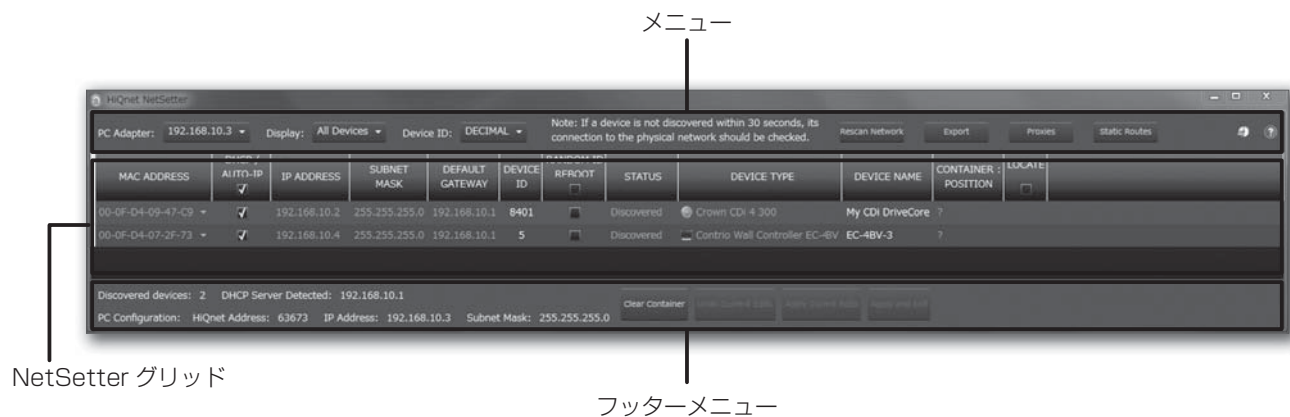 メニュー
HiQnet NetSetter
PC Adapter: 192.168.10.3 Display: All Devices Device ID: DECIMAL Note: If a device is not discovered within 30 seconds, its connection to the physical network should be checked. Rescan Network Export Proxies Static Routes
MAC ADDRESS DHCP / AUTO-IP IP ADDRESS SUBNET MASK DEFAULT GATEWAY DEVICE ID RANDOM ID REBOOT STATUS DEVICE TYPE DEVICE NAME CONTAINER : POSITION LOCATE
00-0F-D4-09-47-C9 192.168.10.2 255.255.255.0 192.168.10.1 8401 Discovered Crown CDi 4 300 My CDi DriveCore ?
00-0F-D4-07-2F-73 192.168.10.4 255.255.255.0 192.168.10.1 5 Discovered Contrio Wall Controller EC-4BV EC-4BV-3 ?
Discovered devices: 2 DHCP Server Detected: 192.168.10.1
Clear Container
PC Configuration: HiQnet Address: 63673 IP Address: 192.168.10.3 Subnet Mask: 255.255.255.0
NetSetter グリッド
フッターメニュー